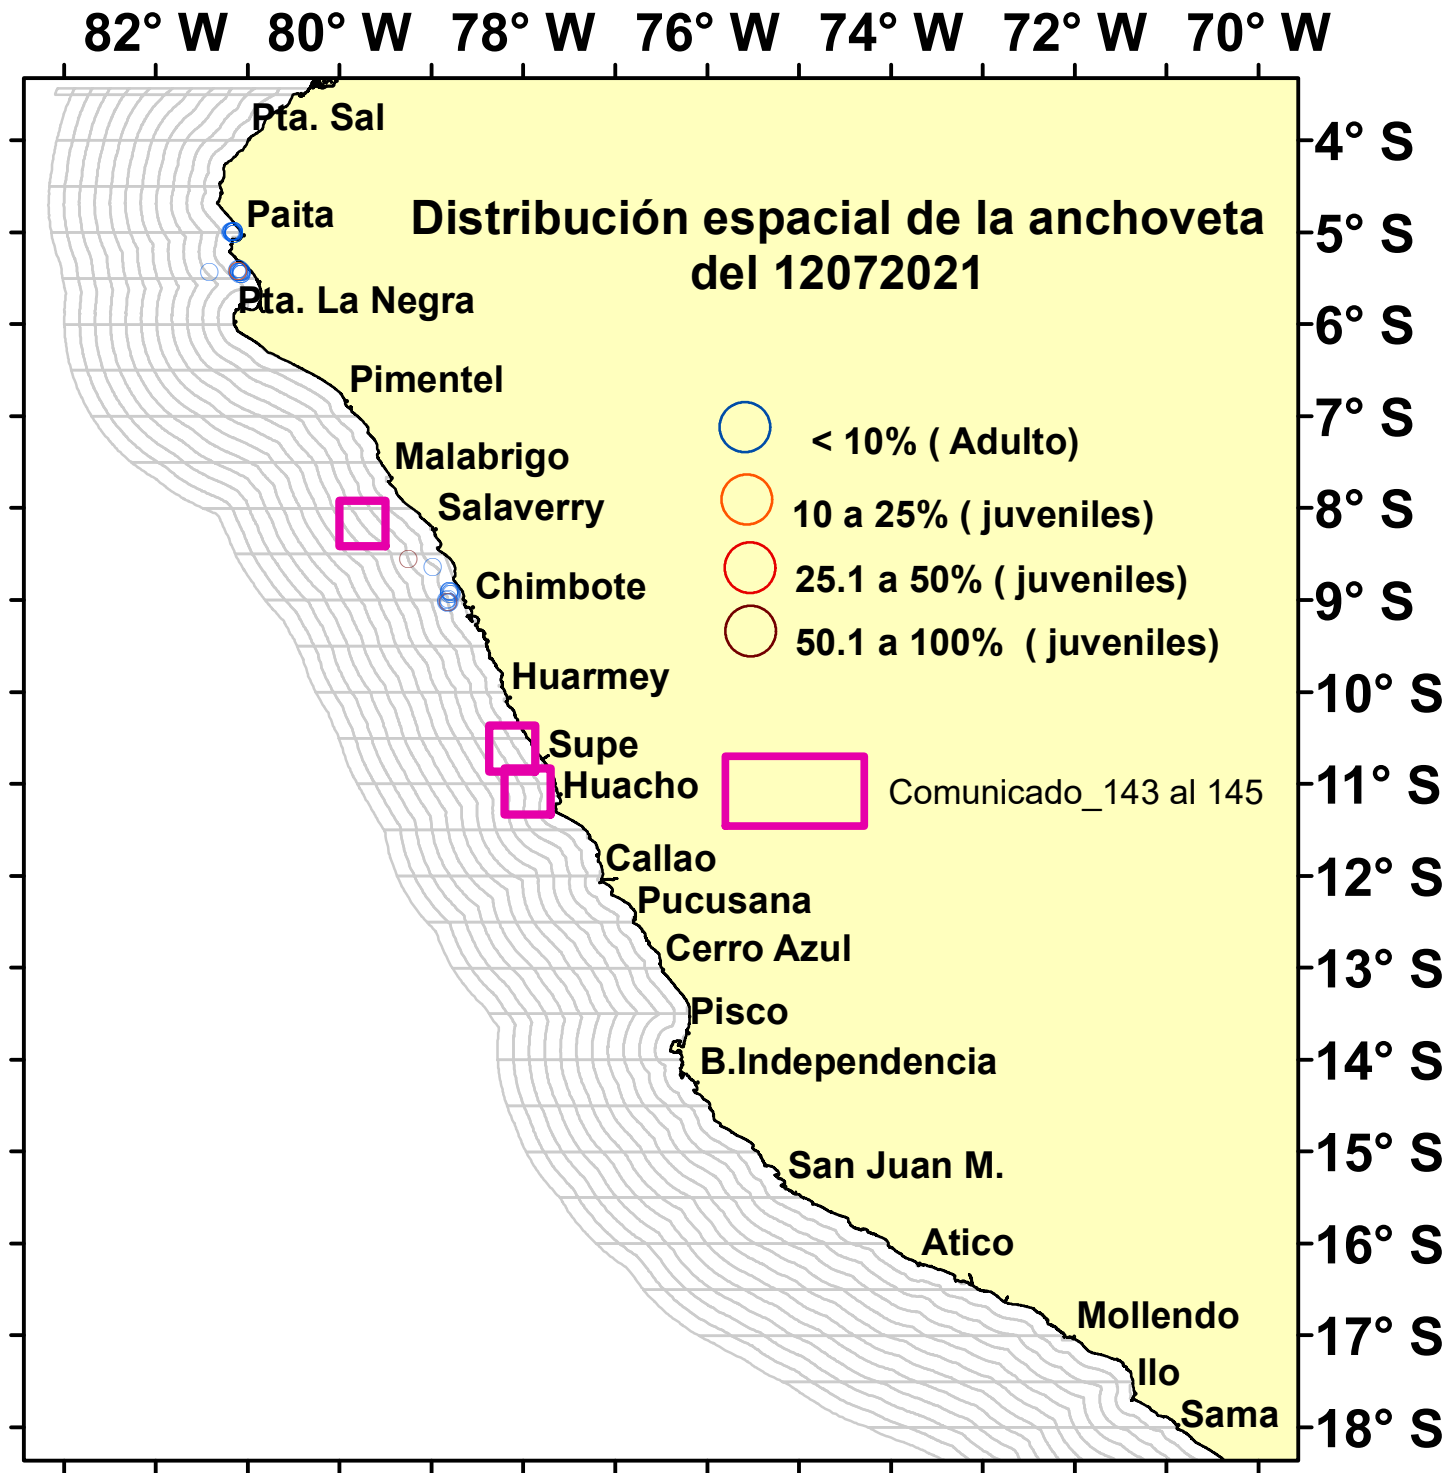 82° W 80° W 78° W 76° W 74° W 72° W 70° W
Pta. Sal
4° S
Paita
Distribución espacial de la anchoveta
5° S
del 12072021
Pta. La Negra
6° S
Pimentel
7° S
< 10% ( Adulto)
Malabrigo
Salaverry
8° S
10 a 25% ( juveniles)
Chimbote
25.1 a 50% ( juveniles)
9° S
50.1 a 100% ( juveniles)
Huarmey
10° S
Supe
Huacho
Comunicado_143 al 145
11° S
Callao
12° S
Pucusana
Cerro Azul
13° S
Pisco
B.Independencia
14° S
San Juan M.
15° S
Atico
16° S
Mollendo
17° S
Ilo
Sama
18° S